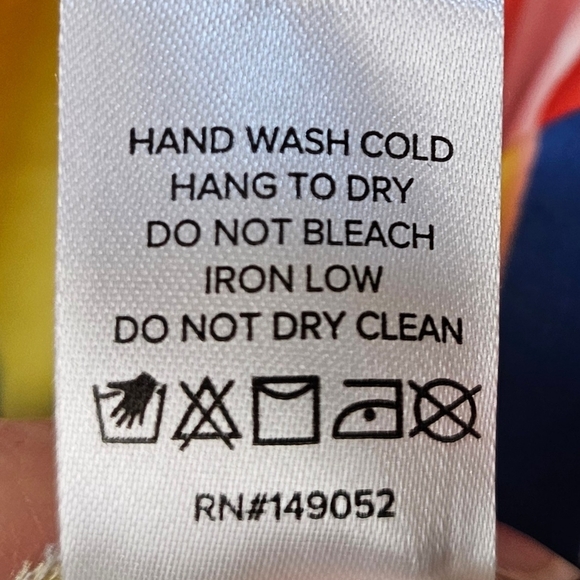 HAND WASH COLD
HANG TO DRY
DO NOT BLEACH
IRON LOW
DO NOT DRY CLEAN
RN#149052